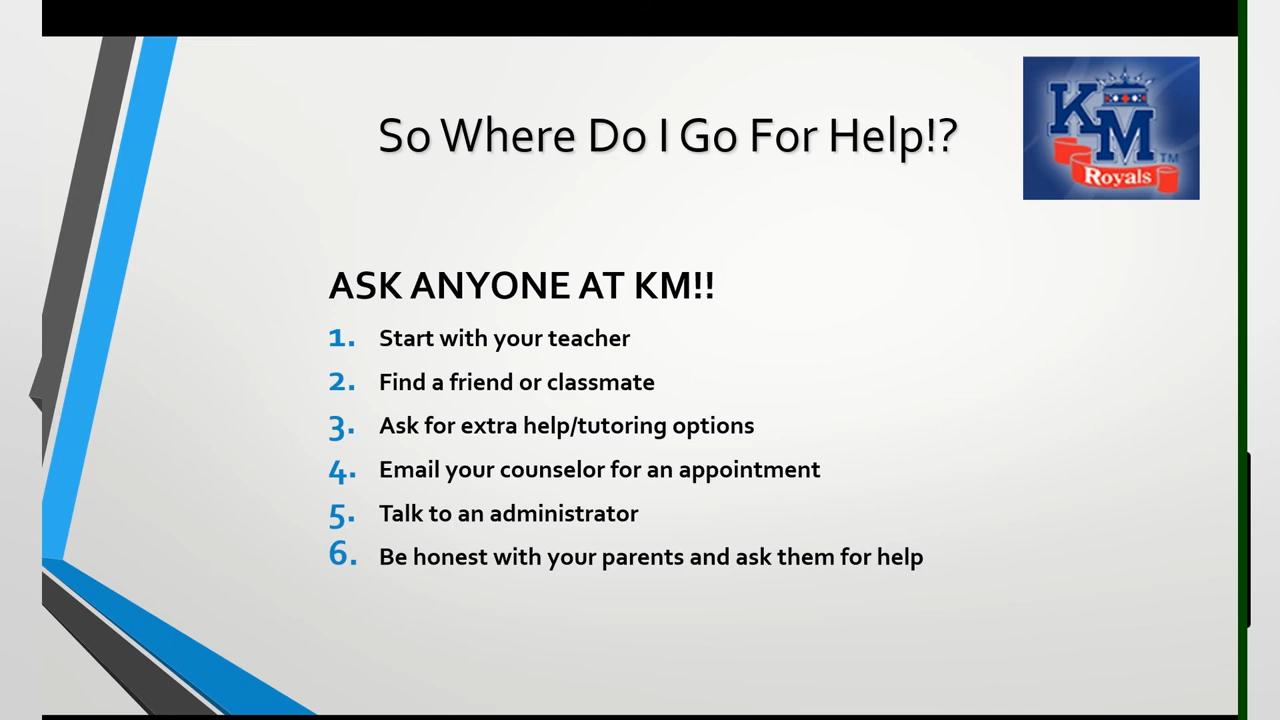 So Where Do I Go For Help!?
KM
TM
Royals
ASK ANYONE AT KM!!
1. Start with your teacher
2. Find a friend or classmate
3. Ask for extra help/tutoring options
4. Email your counselor for an appointment
5. Talk to an administrator
6. Be honest with your parents and ask them for help